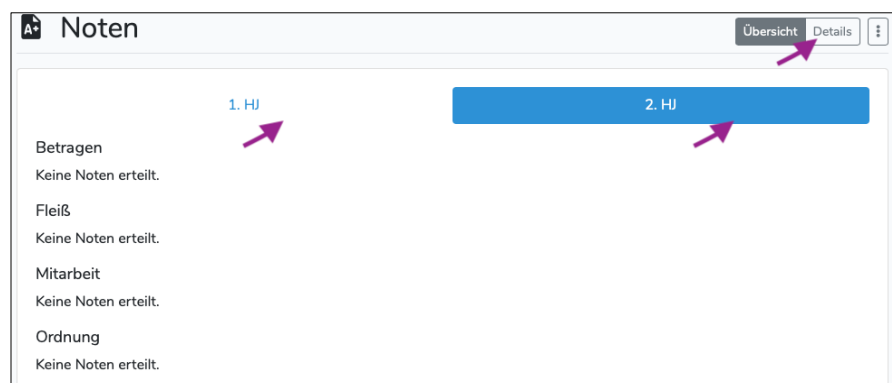 A+ Noten
Übersicht Details
1. HJ 2. HJ
Betragen
Keine Noten erteilt.
Fleiß
Keine Noten erteilt.
Mitarbeit
Keine Noten erteilt.
Ordnung
Keine Noten erteilt.